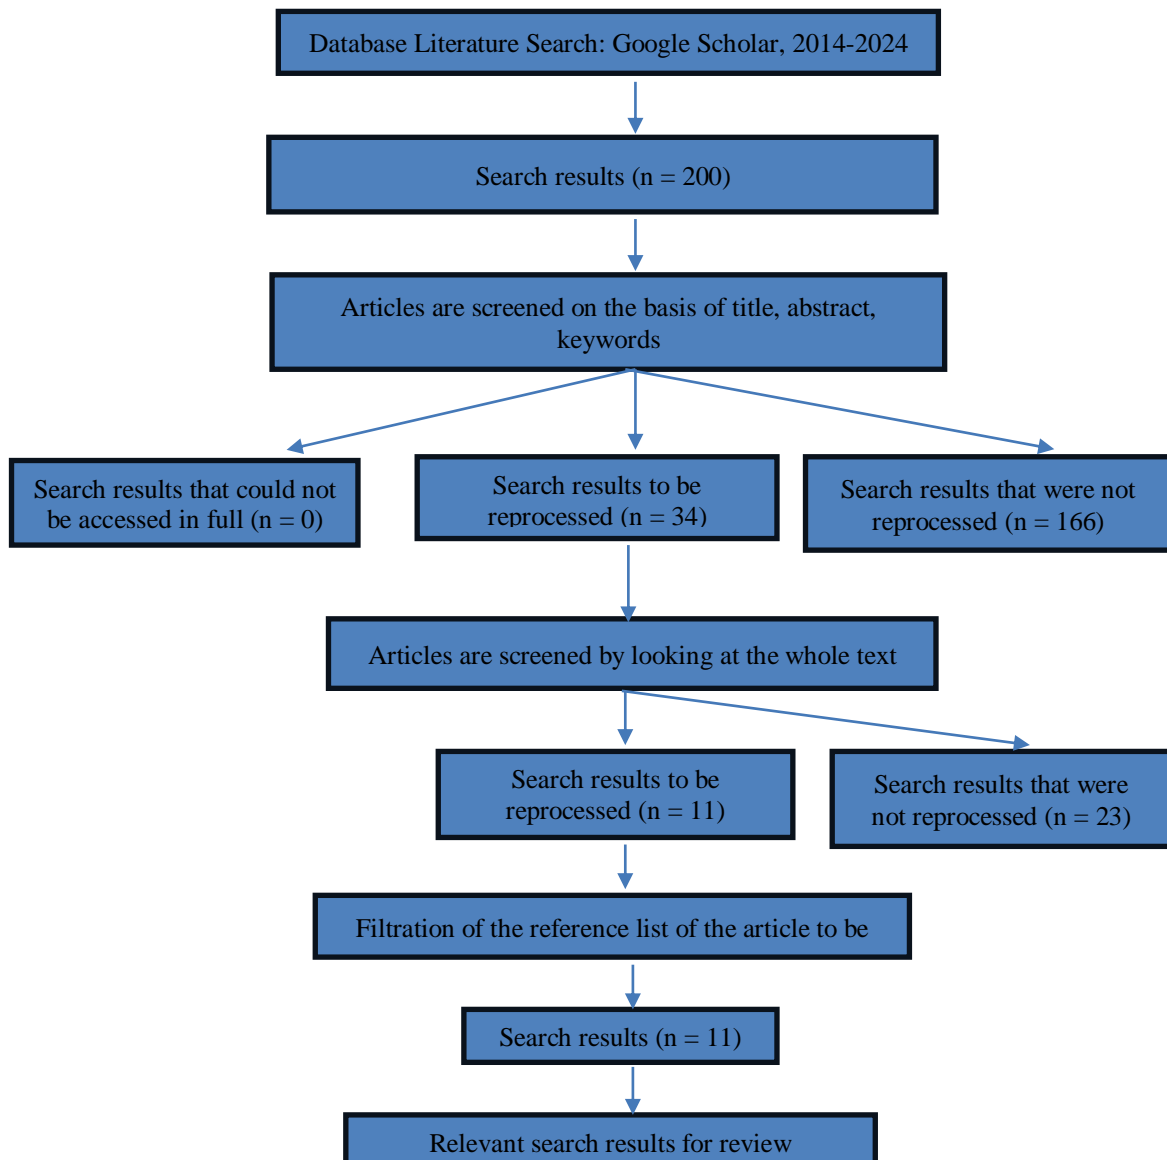 Database Literature Search: Google Scholar, 2014-2024
Search results (n = 200)
Articles are screened on the basis of title, abstract,
keywords
Search results that could not
be accessed in full (n = 0)
Search results to be
reprocessed (n = 34)
Search results that were not
reprocessed (n = 166)
Articles are screened by looking at the whole text
Search results to be
reprocessed (n = 11)
Search results that were
not reprocessed (n = 23)
Filtration of the reference list of the article to be
Search results (n = 11)
Relevant search results for review